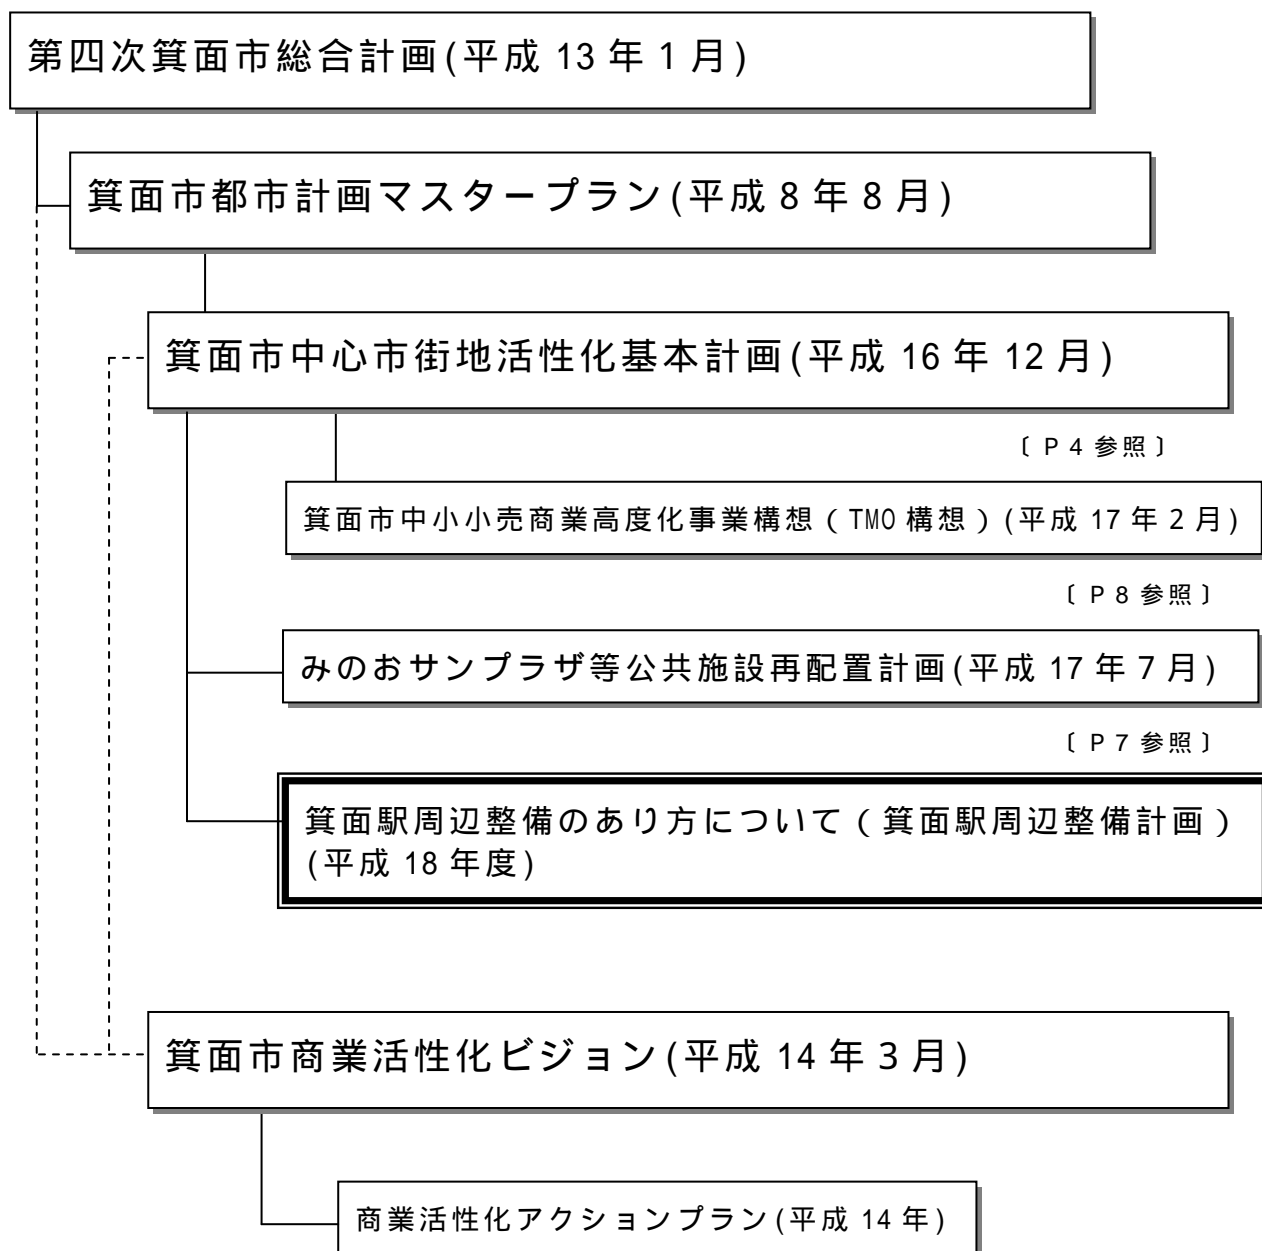 第四次箕面市総合計画(平成 13 年 1 月)
箕面市都市計画マスタープラン(平成 8 年 8 月)
箕面市中心市街地活性化基本計画(平成 16 年 12 月)
〔 P 4 参照 〕
箕面市中小小売商業高度化事業構想（TMO 構想）(平成 17 年 2 月)
〔 P 8 参照 〕
みのおサンプラザ等公共施設再配置計画(平成 17 年 7 月)
〔 P 7 参照 〕
箕面駅周辺整備のあり方について（箕面駅周辺整備計画）
(平成 18 年度)
箕面市商業活性化ビジョン(平成 14 年 3 月)
商業活性化アクションプラン(平成 14 年)